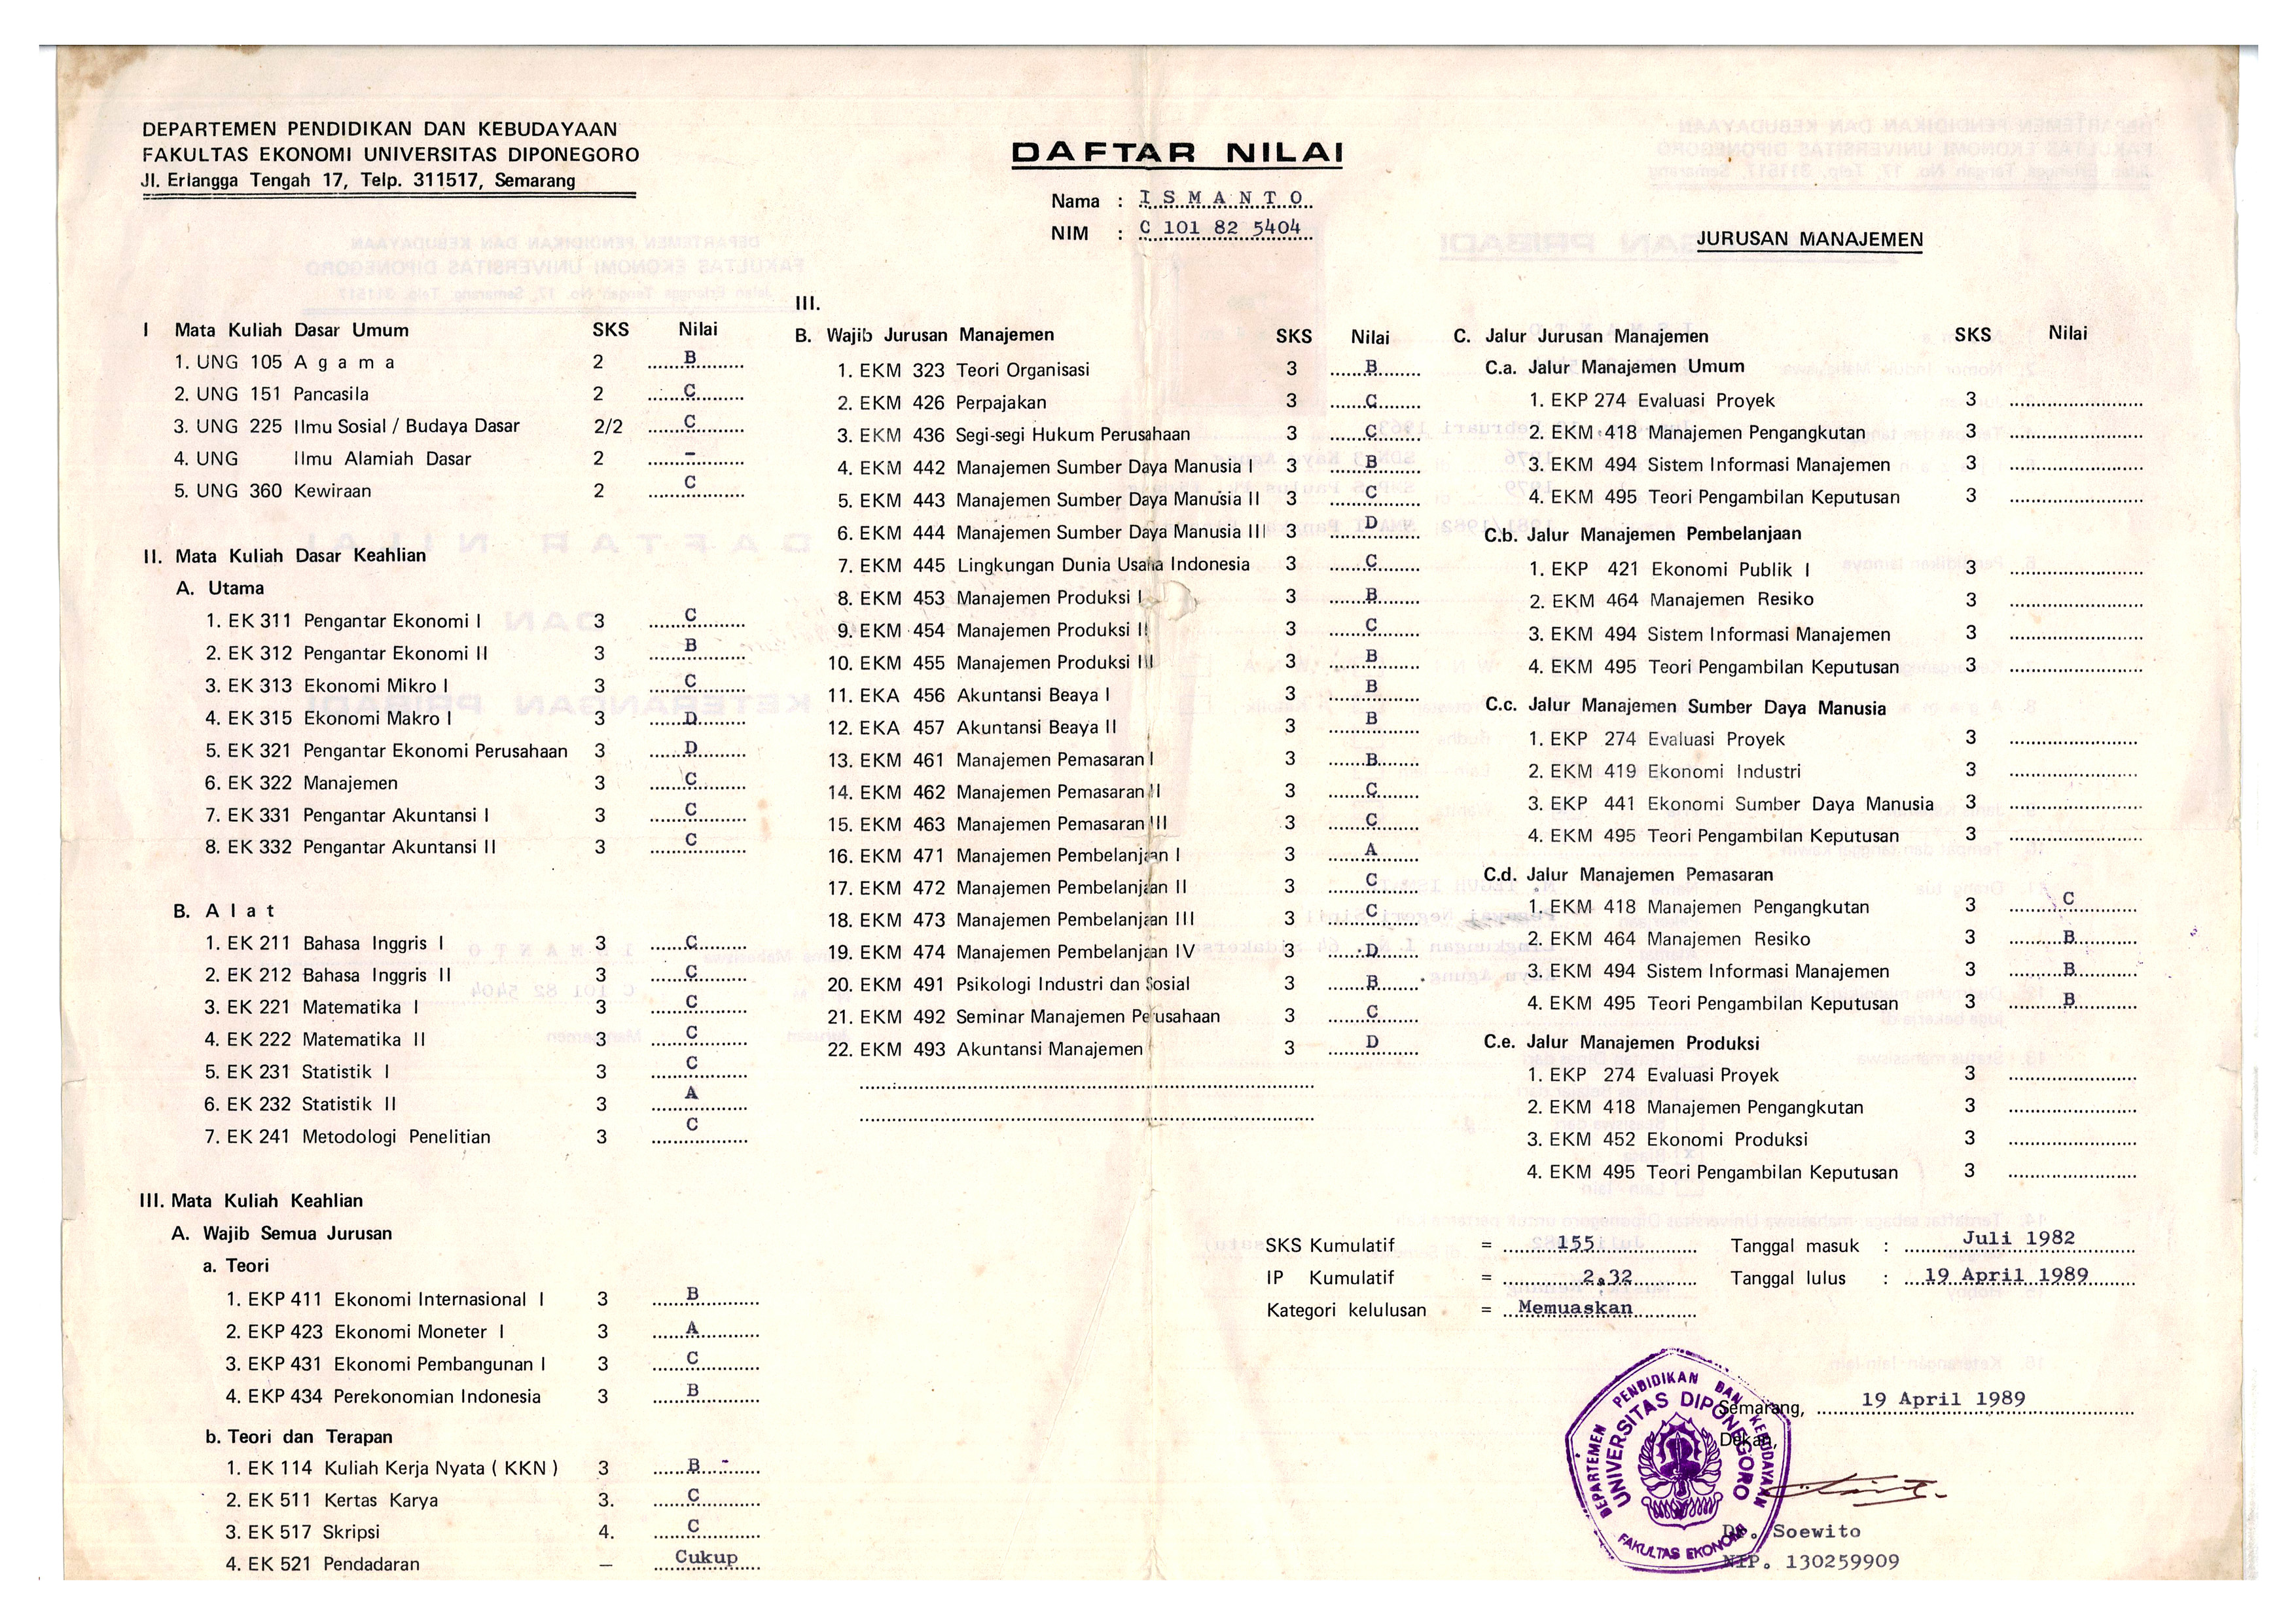 DEPARTEMEN PENDIDIKAN DAN KEBUDAYAAN
FAKULTAS EKONOMI UNIVERSITAS DIPONEGORO
Jl. Erlangga Tengah 17, Telp. 311517, Semarang
DAFTAR NILAI
Nama : ISMANTO
NIM : C 101 82 5404
JURUSAN MANAJEMEN
I Mata Kuliah Dasar Umum SKS Nilai
1. UNG 105 Agama 2 B
2. UNG 151 Pancasila 2 C
3. UNG 225 Ilmu Sosial / Budaya Dasar 2/2 C
4. UNG Ilmu Alamiah Dasar 2 -
5. UNG 360 Kewiraan 2 C
II. Mata Kuliah Dasar Keahlian
A. Utama
1. EK 311 Pengantar Ekonomi I 3 C
2. EK 312 Pengantar Ekonomi II 3 B
3. EK 313 Ekonomi Mikro I 3 C
4. EK 315 Ekonomi Makro I 3 D
5. EK 321 Pengantar Ekonomi Perusahaan 3 D
6. EK 322 Manajemen 3 C
7. EK 331 Pengantar Akuntansi I 3 C
8. EK 332 Pengantar Akuntansi II 3 C
B. Alat
1. EK 211 Bahasa Inggris I 3 C
2. EK 212 Bahasa Inggris II 3 C
3. EK 221 Matematika I 3 C
4. EK 222 Matematika II 3 C
5. EK 231 Statistik I 3 C
6. EK 232 Statistik II 3 A
7. EK 241 Metodologi Penelitian 3 C
III. Mata Kuliah Keahlian
A. Wajib Semua Jurusan
a. Teori
1. EKP 411 Ekonomi Internasional I 3 B
2. EKP 423 Ekonomi Moneter I 3 A
3. EKP 431 Ekonomi Pembangunan I 3 C
4. EKP 434 Perekonomian Indonesia 3 B
b. Teori dan Terapan
1. EK 114 Kuliah Kerja Nyata ( KKN ) 3 B
2. EK 511 Kertas Karya 3. C
3. EK 517 Skripsi 4. C
4. EK 521 Pendadaran – Cukup
III.
B. Wajib Jurusan Manajemen SKS Nilai
1. EKM 323 Teori Organisasi 3 B
2. EKM 426 Perpajakan 3 C
3. EKM 436 Segi-segi Hukum Perusahaan 3 C
4. EKM 442 Manajemen Sumber Daya Manusia I 3 B
5. EKM 443 Manajemen Sumber Daya Manusia II 3 C
6. EKM 444 Manajemen Sumber Daya Manusia III 3 D
7. EKM 445 Lingkungan Dunia Usaha Indonesia 3 C
8. EKM 453 Manajemen Produksi I 3 B
9. EKM 454 Manajemen Produksi II 3 C
10. EKM 455 Manajemen Produksi III 3 B
11. EKA 456 Akuntansi Beaya I 3 B
12. EKA 457 Akuntansi Beaya II 3 B
13. EKM 461 Manajemen Pemasaran I 3 B
14. EKM 462 Manajemen Pemasaran II 3 C
15. EKM 463 Manajemen Pemasaran III 3 C
16. EKM 471 Manajemen Pembelanjaan I 3 A
17. EKM 472 Manajemen Pembelanjaan II 3 C
18. EKM 473 Manajemen Pembelanjaan III 3 C
19. EKM 474 Manajemen Pembelanjaan IV 3 D
20. EKM 491 Psikologi Industri dan Sosial 3 B
21. EKM 492 Seminar Manajemen Perusahaan 3 C
22. EKM 493 Akuntansi Manajemen 3 D
C. Jalur Jurusan Manajemen SKS Nilai
C.a. Jalur Manajemen Umum
1. EKP 274 Evaluasi Proyek 3
2. EKM 418 Manajemen Pengangkutan 3
3. EKM 494 Sistem Informasi Manajemen 3
4. EKM 495 Teori Pengambilan Keputusan 3
C.b. Jalur Manajemen Pembelanjaan
1. EKP 421 Ekonomi Publik I 3
2. EKM 464 Manajemen Resiko 3
3. EKM 494 Sistem Informasi Manajemen 3
4. EKM 495 Teori Pengambilan Keputusan 3
C.c. Jalur Manajemen Sumber Daya Manusia
1. EKP 274 Evaluasi Proyek 3
2. EKM 419 Ekonomi Industri 3
3. EKP 441 Ekonomi Sumber Daya Manusia 3
4. EKM 495 Teori Pengambilan Keputusan 3
C.d. Jalur Manajemen Pemasaran
1. EKM 418 Manajemen Pengangkutan 3 C
2. EKM 464 Manajemen Resiko 3 B
3. EKM 494 Sistem Informasi Manajemen 3 B
4. EKM 495 Teori Pengambilan Keputusan 3 B
C.e. Jalur Manajemen Produksi
1. EKP 274 Evaluasi Proyek 3
2. EKM 418 Manajemen Pengangkutan 3
3. EKM 452 Ekonomi Produksi 3
4. EKM 495 Teori Pengambilan Keputusan 3
SKS Kumulatif = 155 Tanggal masuk : Juli 1982
IP Kumulatif = 2,32 Tanggal lulus : 19 April 1989
Kategori kelulusan = Memuaskan
Semarang, 19 April 1989
Dekan,
DEPARTEMEN PENDIDIKAN DAN KEBUDAYAAN
UNIVERSITAS DIPONEGORO
FAKULTAS EKONOMI
Dr. Soewito
NIP. 130259909